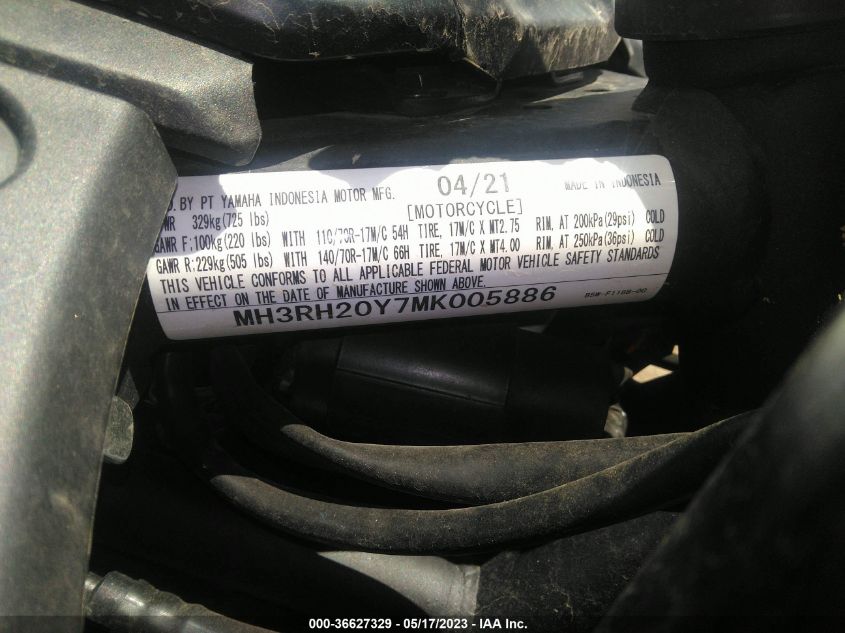 BY PT YAMAHA INDONESIA MOTOR MFG. 04/21 MADE IN INDONESIA
329kg(725 lbs) [MOTORCYCLE]
GAWR F:100kg(220 lbs) WITH 110/70R-17M/C 54H TIRE, 17M/C X MT2.75 RIM, AT 200kPa(29psi) COLD
GAWR R:229kg(505 lbs) WITH 140/70R-17M/C 66H TIRE, 17M/C X MT4.00 RIM, AT 250kPa(36psi) COLD
THIS VEHICLE CONFORMS TO ALL APPLICABLE FEDERAL MOTOR VEHICLE SAFETY STANDARDS
IN EFFECT ON THE DATE OF MANUFACTURE SHOWN ABOVE.
MH3RH20Y7MK005886
000-36627329 - 05/17/2023 - IAA Inc.